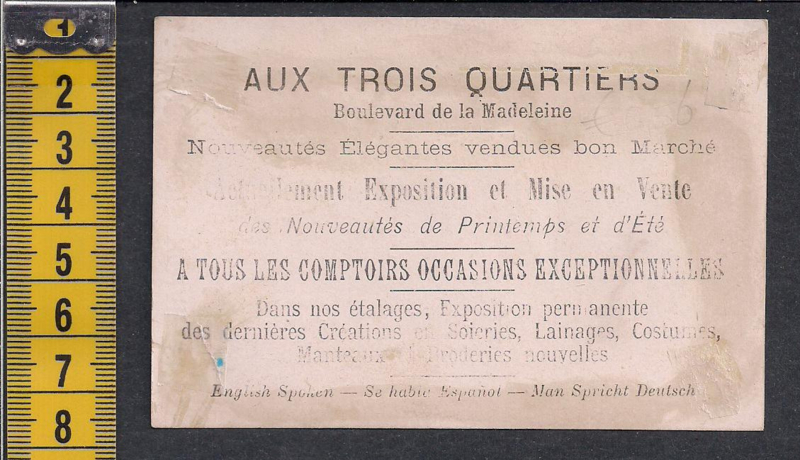 1
2
3
4
5
6
7
8
AUX TROIS QUARTIERS
Boulevard de la Madeleine
Nouveautés Élégantes vendues bon Marché
Actuellement Exposition et Mise en Vente
des Nouveautés de Printemps et d'Été
A TOUS LES COMPTOIRS OCCASIONS EXCEPTIONNELLES
Dans nos étalages, Exposition permanente
des dernières Créations en Soieries, Lainages, Costumes,
Manteaux Broderies nouvelles
English Spoken — Se habla Español — Man Spricht Deutsch